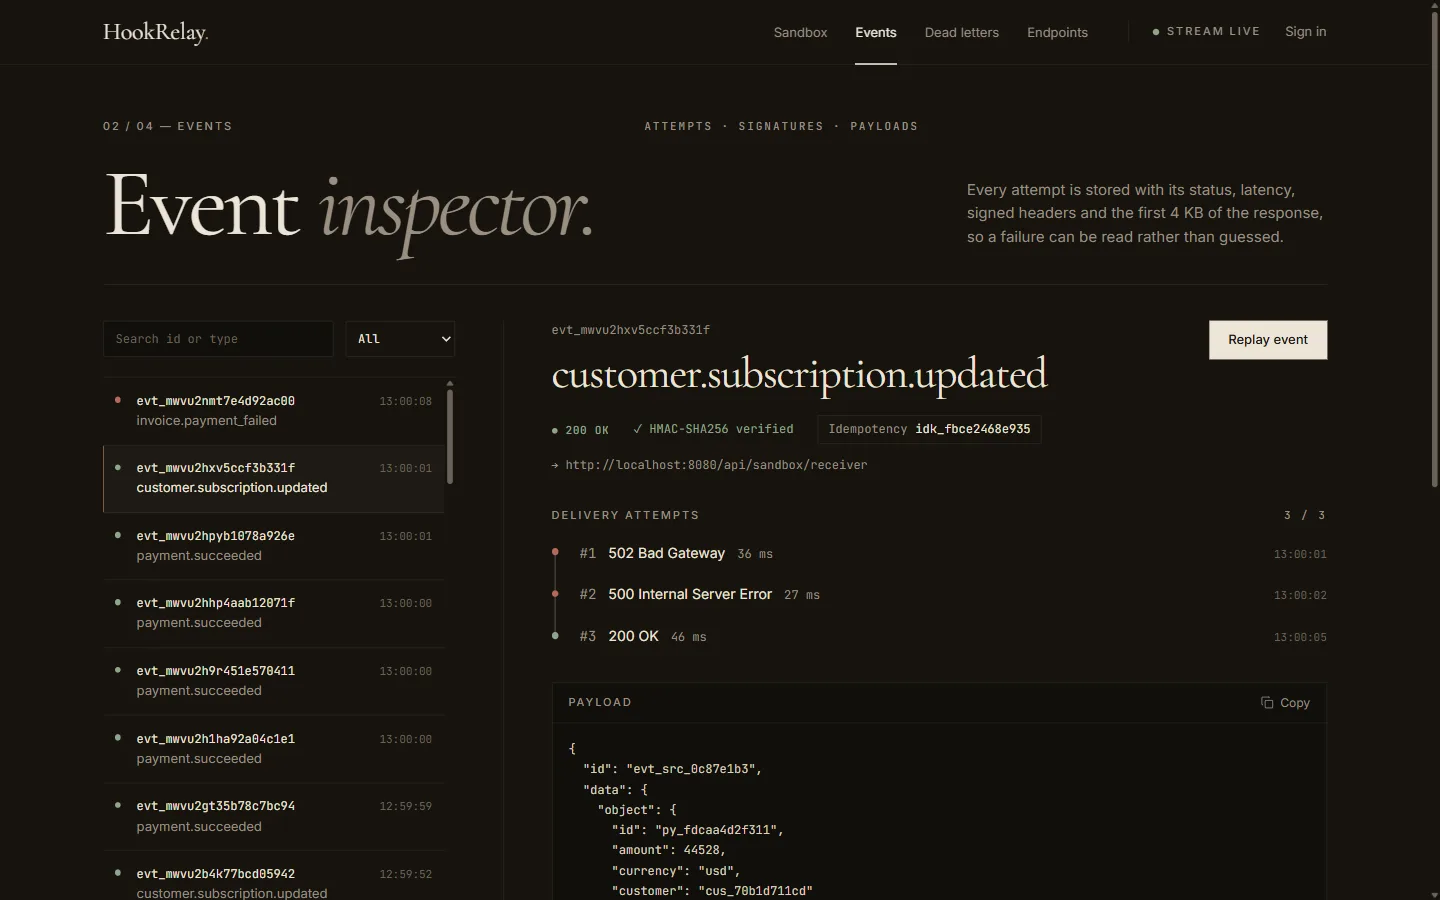 HookRelay.
Sandbox Events Dead letters Endpoints STREAM LIVE Sign in
02 / 04 — EVENTS
ATTEMPTS · SIGNATURES · PAYLOADS
Event inspector.
Every attempt is stored with its status, latency,
signed headers and the first 4 KB of the response,
so a failure can be read rather than guessed.
Search id or type
All
evt_mwvu2nmt7e4d92ac00 13:00:08
invoice.payment_failed
evt_mwvu2hxv5ccf3b331f 13:00:01
customer.subscription.updated
evt_mwvu2hpyb1078a926e 13:00:01
payment.succeeded
evt_mwvu2hhp4aab12071f 13:00:00
payment.succeeded
evt_mwvu2h9r451e570411 13:00:00
payment.succeeded
evt_mwvu2h1ha92a04c1e1 13:00:00
payment.succeeded
evt_mwvu2gt35b78c7bc94 12:59:59
payment.succeeded
evt_mwvu2b4k77bcd05942 12:59:52
customer.subscription.updated
evt_mwvu2hxv5ccf3b331f
customer.subscription.updated
Replay event
200 OK ✓ HMAC-SHA256 verified Idempotency idk_fbce2468e935
→ http://localhost:8080/api/sandbox/receiver
DELIVERY ATTEMPTS 3 / 3
#1 502 Bad Gateway 36 ms 13:00:01
#2 500 Internal Server Error 27 ms 13:00:02
#3 200 OK 46 ms 13:00:05
PAYLOAD Copy
{
"id": "evt_src_0c87e1b3",
"data": {
"object": {
"id": "py_fdcaa4d2f311",
"amount": 44528,
"currency": "usd",
"customer": "cus_70b1d711cd"